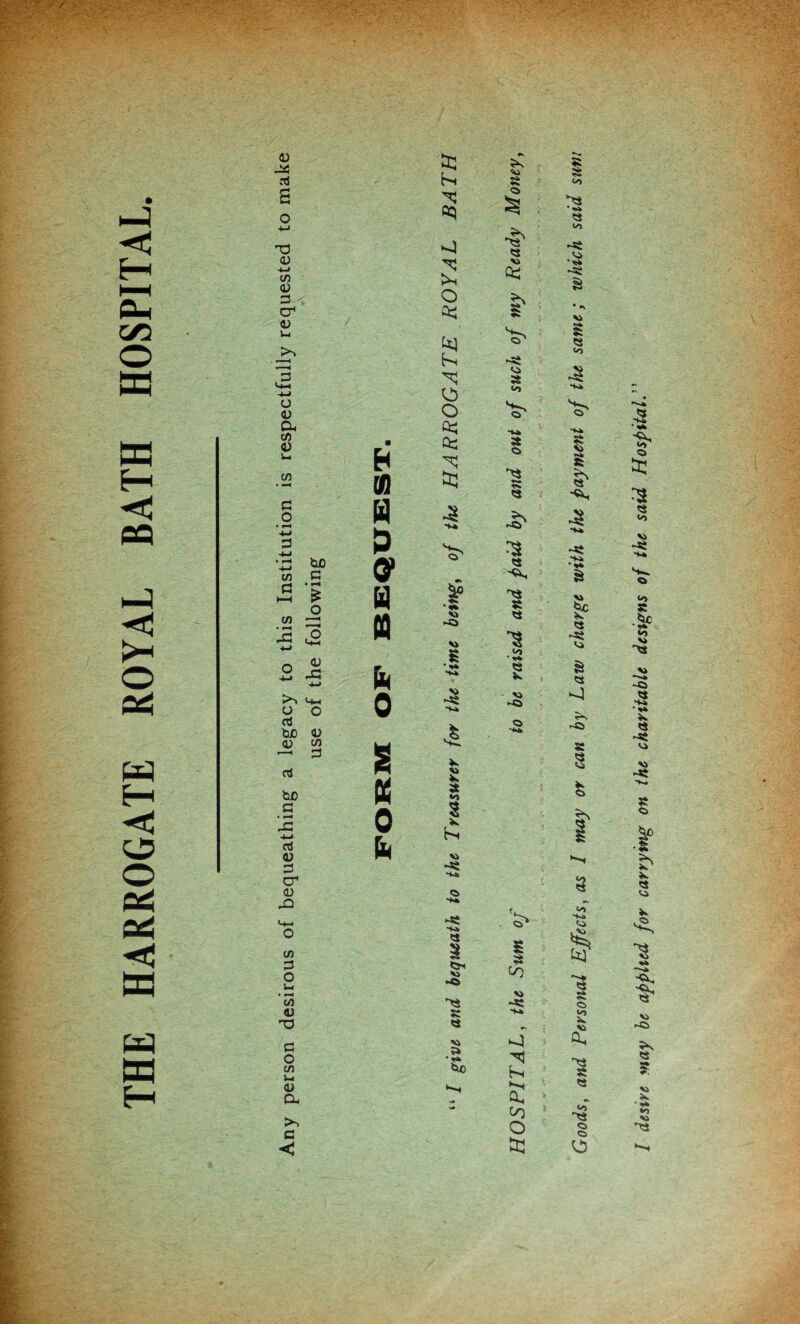 THE HARROGATE ROYAL BATH HOSPITAL.
Any person desirous of bequeathing a legacy to this Institution is respectfully requested to make
use of the following
FORM OF BEQUEST.
"I give and bequeath to the Treasurer for the time being, of the HARROGATE ROYAL BATH
HOSPITAL, the Sum of to be raised and paid by and out of such of my Ready Money,
Goods, and Personal Effects, as I may or can by Law charge with the payment of the same; which said sum
I desire may be applied for carrying on the charitable designs of the said Hospital."